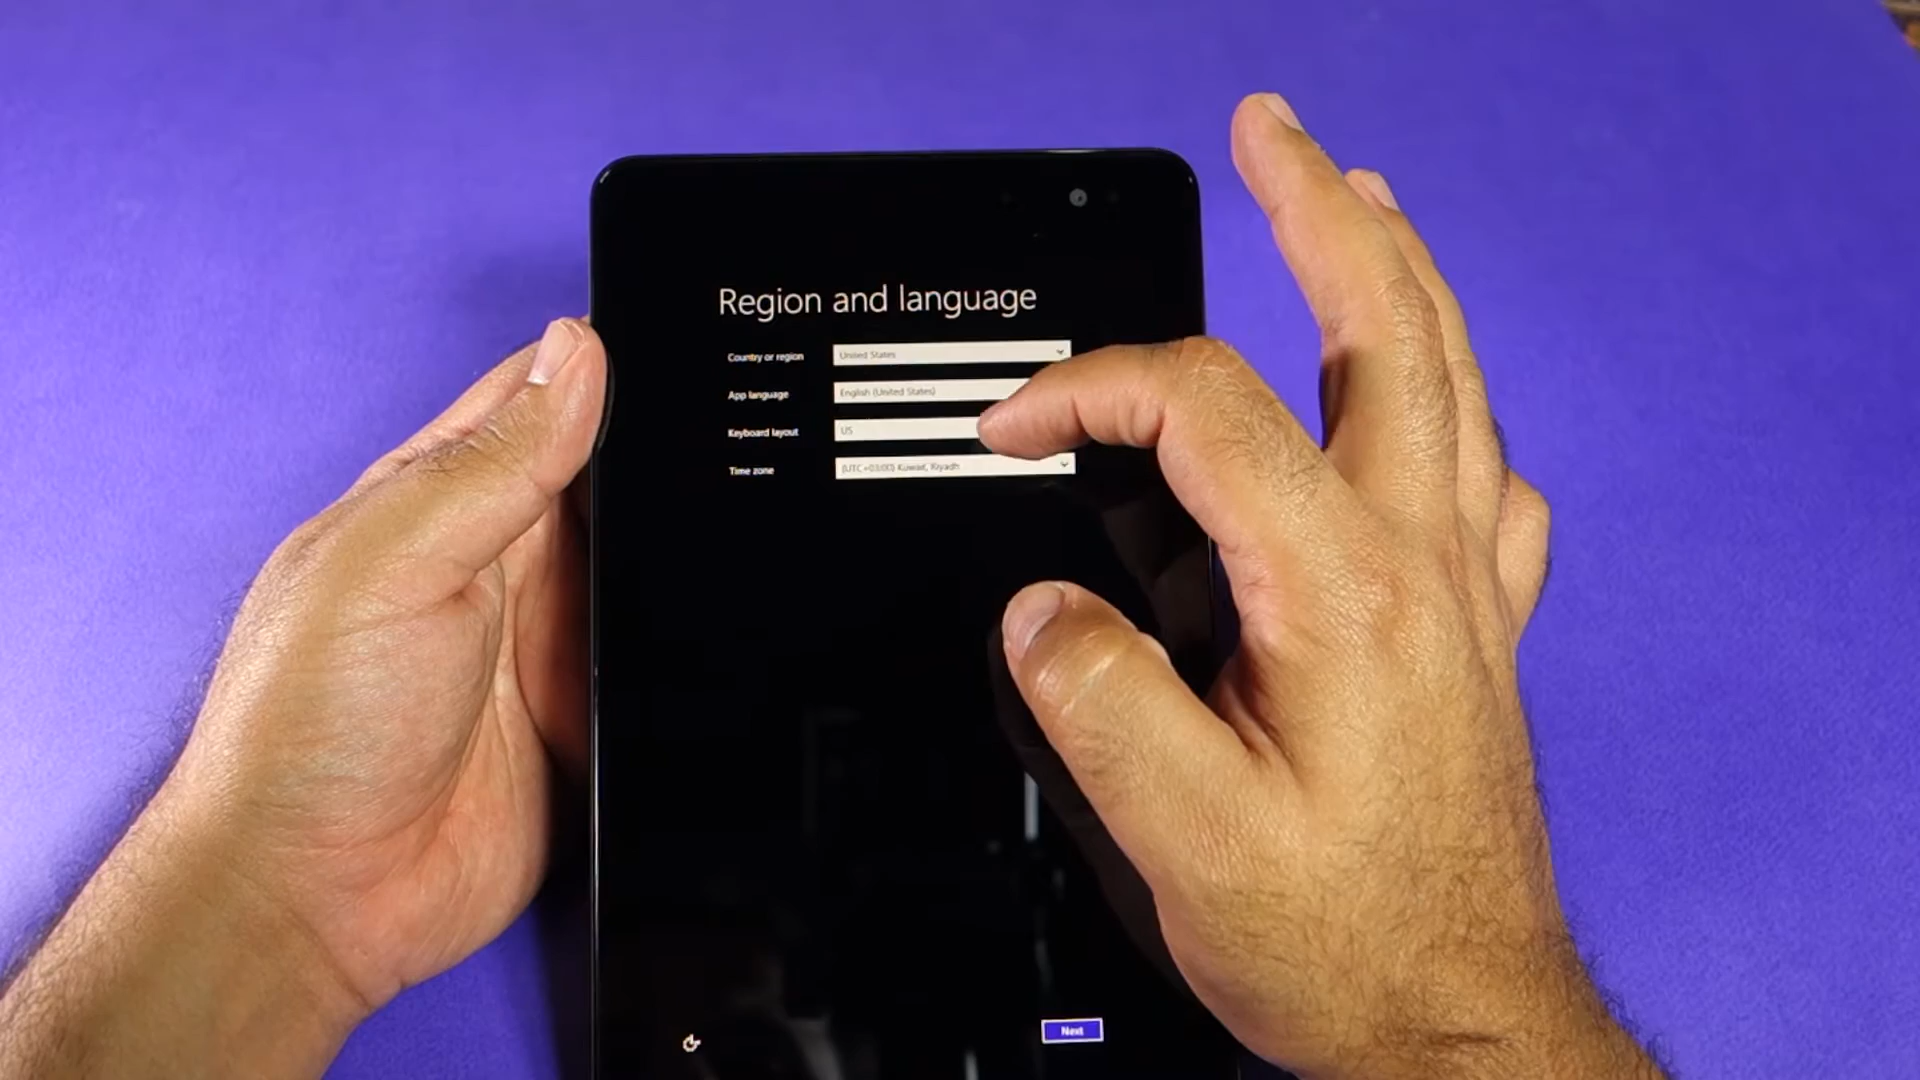 Region and language
Country or region United States
App language English (United States)
Keyboard layout US
Time zone (UTC+03:00) Kuwait, Riyadh
Next